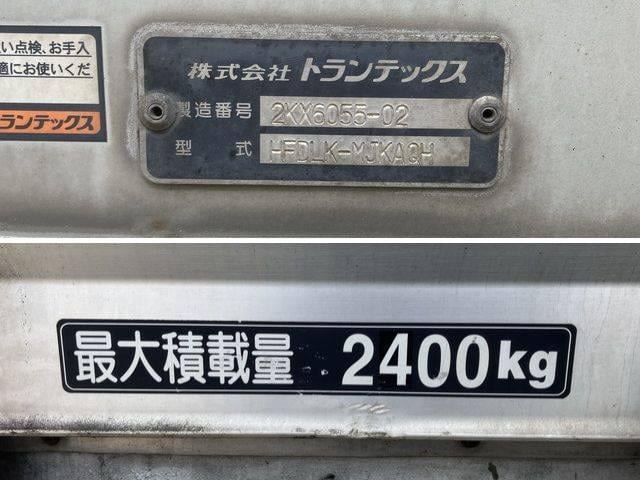 い点検、お手入
適にお使いくだ
ランテックス
株式会社 トランテックス
製造番号 2KX6055-02
型式 HFDLK-MJKAQH
最大積載量 2400kg